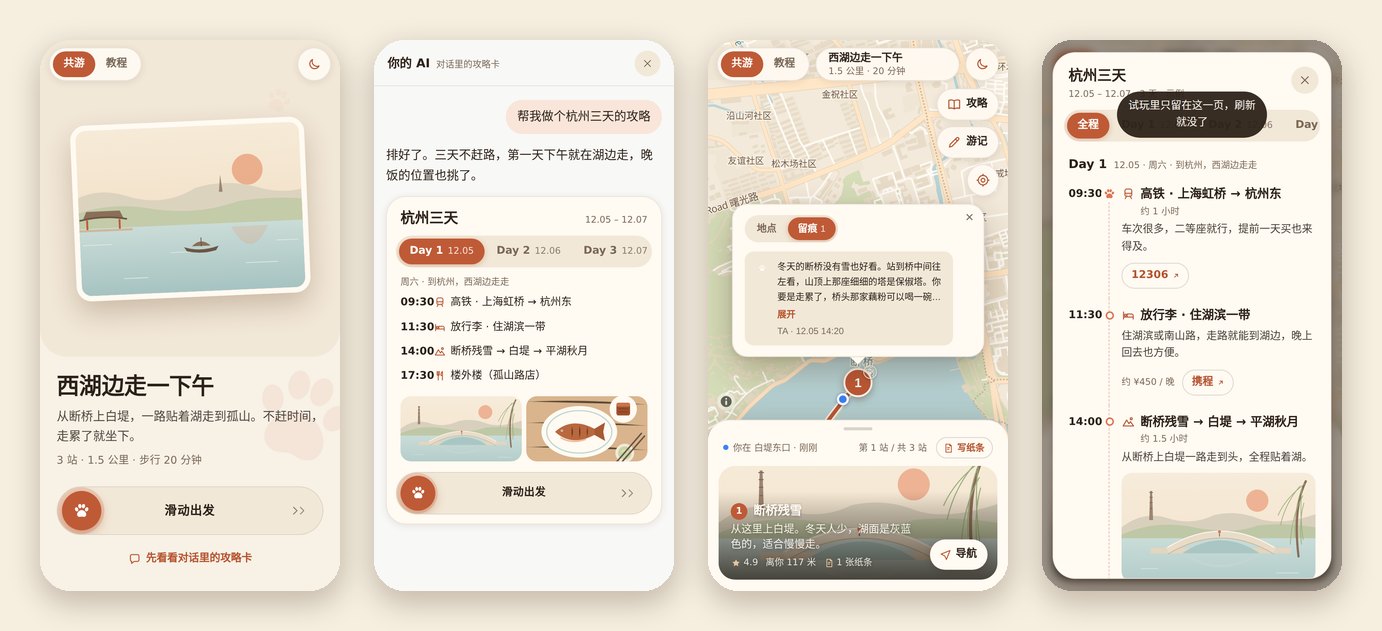 共游
教程
西湖边走一下午
从断桥上白堤，一路贴着湖走到孤山。不赶时间，
走累了就坐下。
3 站 · 1.5 公里 · 步行 20 分钟
滑动出发
先看看对话里的攻略卡
你的 AI 对话里的攻略卡
帮我做个杭州三天的攻略
排好了。三天不赶路，第一天下午就在湖边走，晚
饭的位置也挑了。
杭州三天 12.05 – 12.07
Day 1 12.05 Day 2 12.06 Day 3 12.07
周六 · 到杭州，西湖边走走
09:30 高铁 · 上海虹桥 → 杭州东
11:30 放行李 · 住湖滨一带
14:00 断桥残雪 → 白堤 → 平湖秋月
17:30 楼外楼（孤山路店）
滑动出发
共游
教程
西湖边走一下午
1.5 公里 · 20 分钟
金祝社区
沿山河社区
攻略
游记
友谊社区
松木场社区
Road 曙光路
地点
留痕 1
冬天的断桥没有雪也好看。站到桥中间往
左看，山顶上那座细细的塔是保俶塔。你
要是走累了，桥头那家藕粉可以喝一碗…
展开
TA · 12.05 14:20
断桥
1
你在 白堤东口 · 刚刚
第 1 站 / 共 3 站
写纸条
1 断桥残雪
从这里上白堤。冬天人少，湖面是灰蓝
色的，适合慢慢走。
4.9 离你 117 米 1 张纸条
导航
杭州三天
12.05 – 12.07
试玩里只留在这一页，刷新
就没了
全程
Day
Day 1 12.05 · 周六 · 到杭州，西湖边走走
09:30 高铁 · 上海虹桥 → 杭州东
约 1 小时
车次很多，二等座就行，提前一天买也来
得及。
12306
11:30 放行李 · 住湖滨一带
住湖滨或南山路，走路就能到湖边，晚上
回去也方便。
约 ¥450 / 晚 携程
14:00 断桥残雪 → 白堤 → 平湖秋月
约 1.5 小时
从断桥上白堤一路走到头，全程贴着湖。